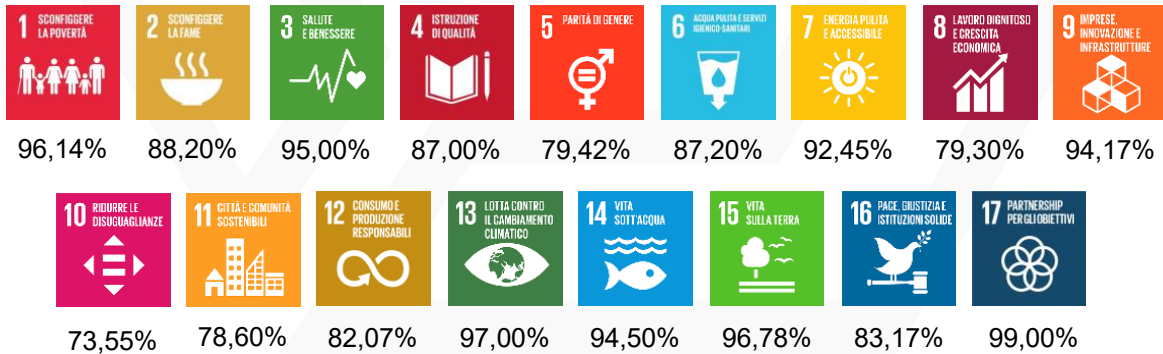 1 SCONFIGGERE
LA POVERTÀ
2 SCONFIGGERE
LA FAME
3 SALUTE
E BENESSERE
4 ISTRUZIONE
DI QUALITÀ
5 PARITÀ DI GENERE
6 ACQUA PULITA E SERVIZI
IGIENICO-SANITARI
7 ENERGIA PULITA
E ACCESSIBILE
8 LAVORO DIGNITOSO
E CRESCITA
ECONOMICA
9 IMPRESE,
INNOVAZIONE E
INFRASTRUTTURE
96,14%
88,20%
95,00%
87,00%
79,42%
87,20%
92,45%
79,30%
94,17%
10 RIDURRE LE
DISUGUAGLIANZE
11 CITTÀ E COMUNITÀ
SOSTENIBILI
12 CONSUMO E
PRODUZIONE
RESPONSABILI
13 LOTTA CONTRO
IL CAMBIAMENTO
CLIMATICO
14 VITA
SOTT'ACQUA
15 VITA
SULLA TERRA
16 PACE, GIUSTIZIA E
ISTITUZIONI SOLIDE
17 PARTNERSHIP
PER GLI OBIETTIVI
73,55%
78,60%
82,07%
97,00%
94,50%
96,78%
83,17%
99,00%